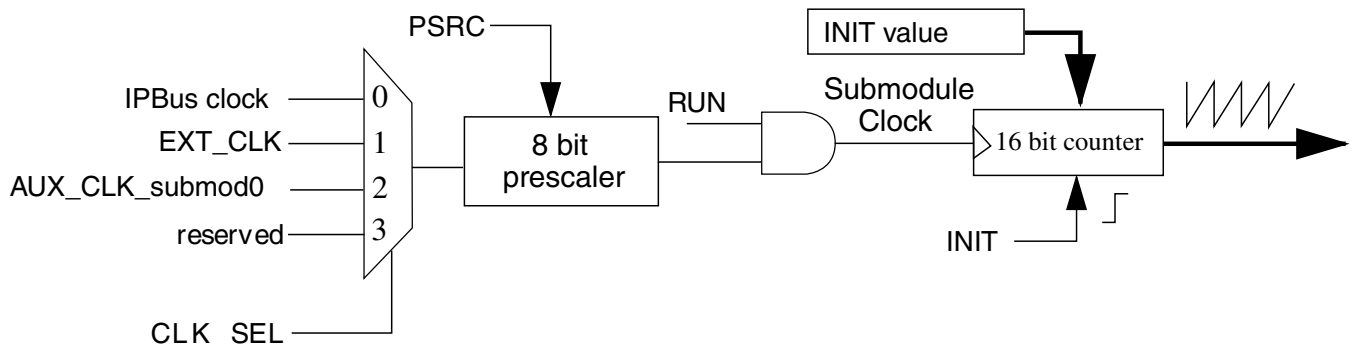 PSRC
INIT value
IPBus clock
0
RUN
Submodule
Clock
EXT_CLK
1
8 bit
prescaler
16 bit counter
AUX_CLK_submod0
2
reserved
3
INIT
CLK SEL